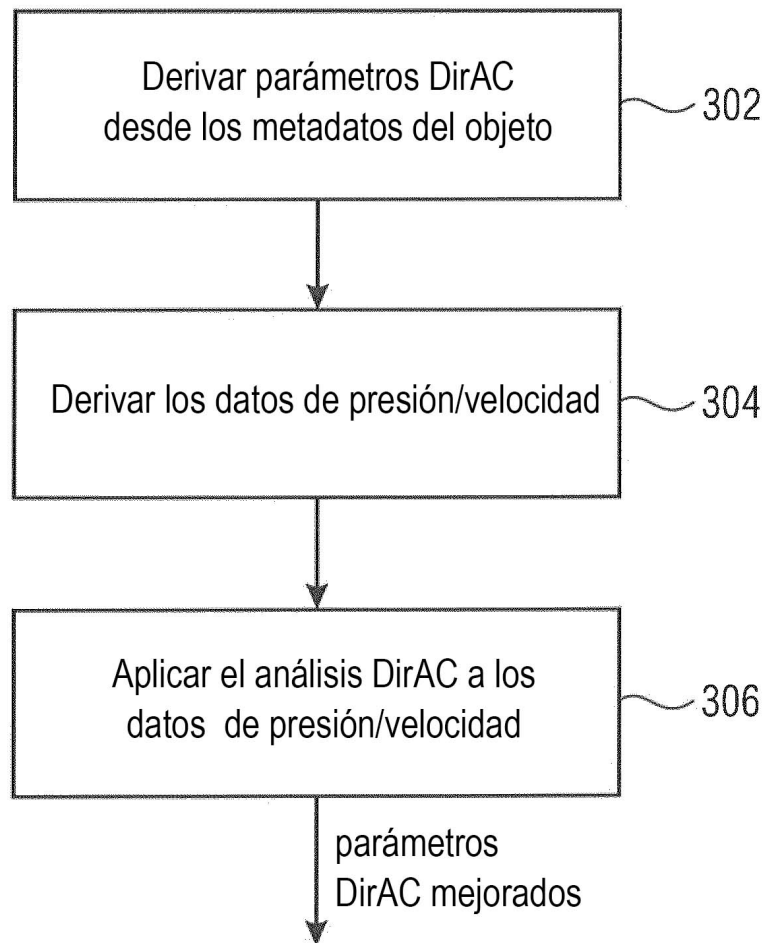 Derivar parámetros DirAC
desde los metadatos del objeto
302
Derivar los datos de presión/velocidad
304
Aplicar el análisis DirAC a los
datos de presión/velocidad
306
parámetros
DirAC mejorados